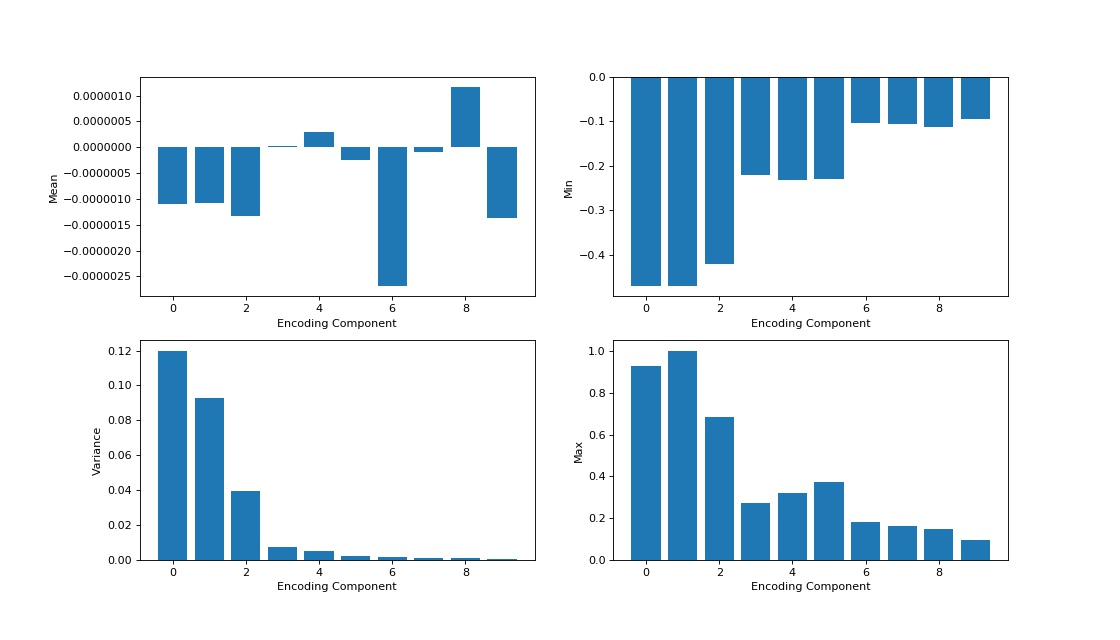 0.0000010
0.0000005
0.0000000
−0.0000005
−0.0000010
−0.0000015
−0.0000020
−0.0000025
Mean
0 2 4 6 8
Encoding Component
0.0
−0.1
−0.2
−0.3
−0.4
Min
0 2 4 6 8
Encoding Component
0.12
0.10
0.08
0.06
0.04
0.02
0.00
Variance
0 2 4 6 8
Encoding Component
1.0
0.8
0.6
0.4
0.2
0.0
Max
0 2 4 6 8
Encoding Component